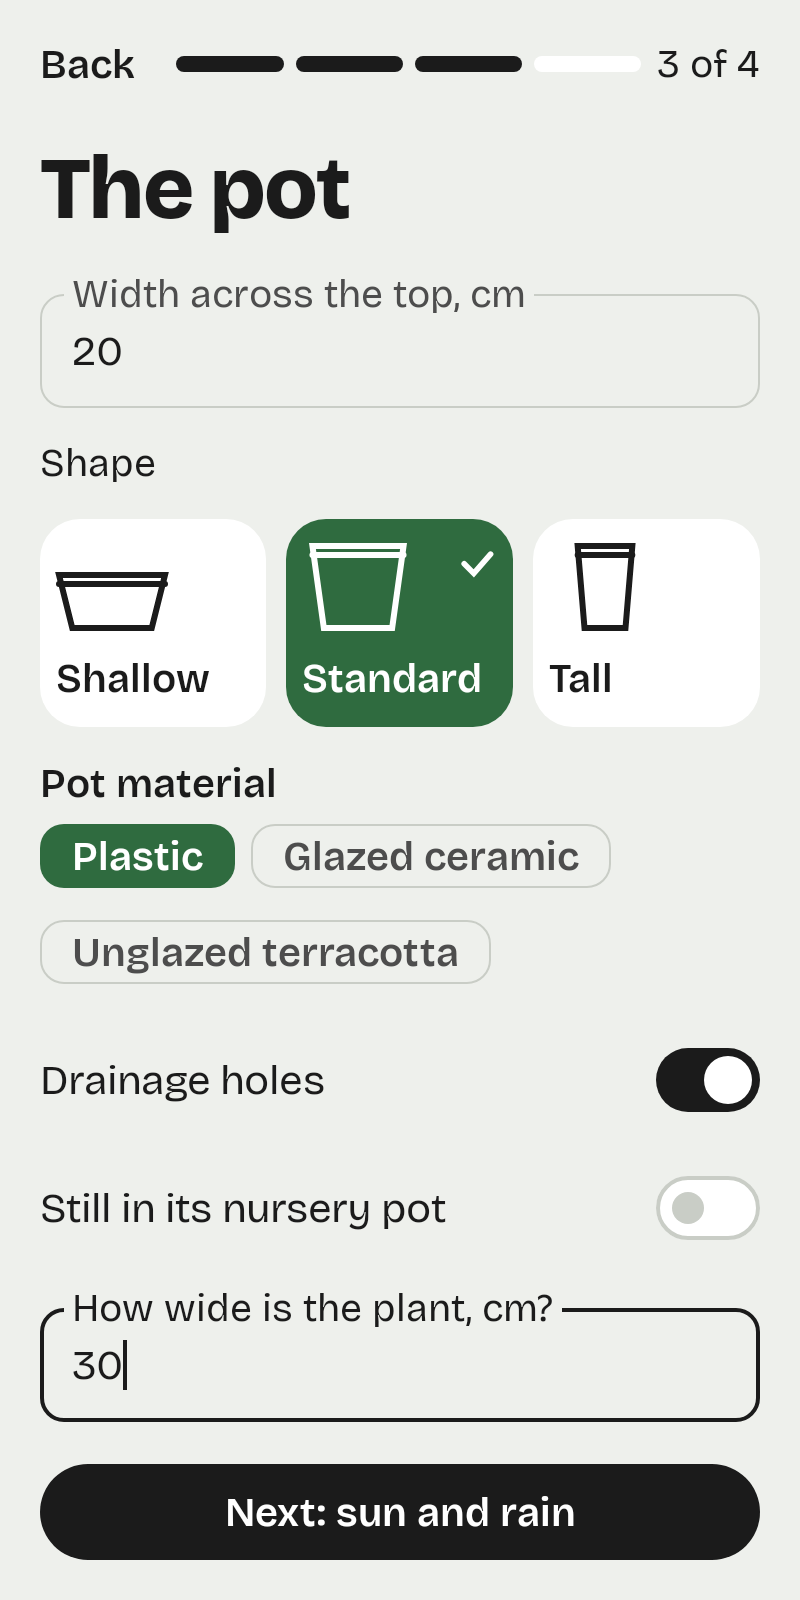 Back 3 of 4
The pot
Width across the top, cm
20
Shape
Shallow Standard Tall
Pot material
Plastic Glazed ceramic
Unglazed terracotta
Drainage holes
Still in its nursery pot
How wide is the plant, cm?
30
Next: sun and rain